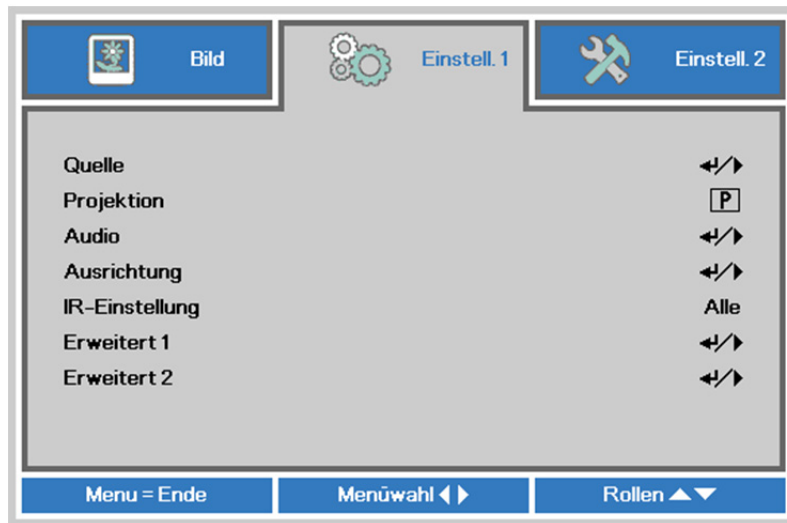 Bild
Einstell. 1
Einstell. 2
Quelle ↵/▶
Projektion P
Audio ↵/▶
Ausrichtung ↵/▶
IR-Einstellung Alle
Erweitert 1 ↵/▶
Erweitert 2 ↵/▶
Menu = Ende
Menūwahl ◀ ▶
Rollen ▲▼